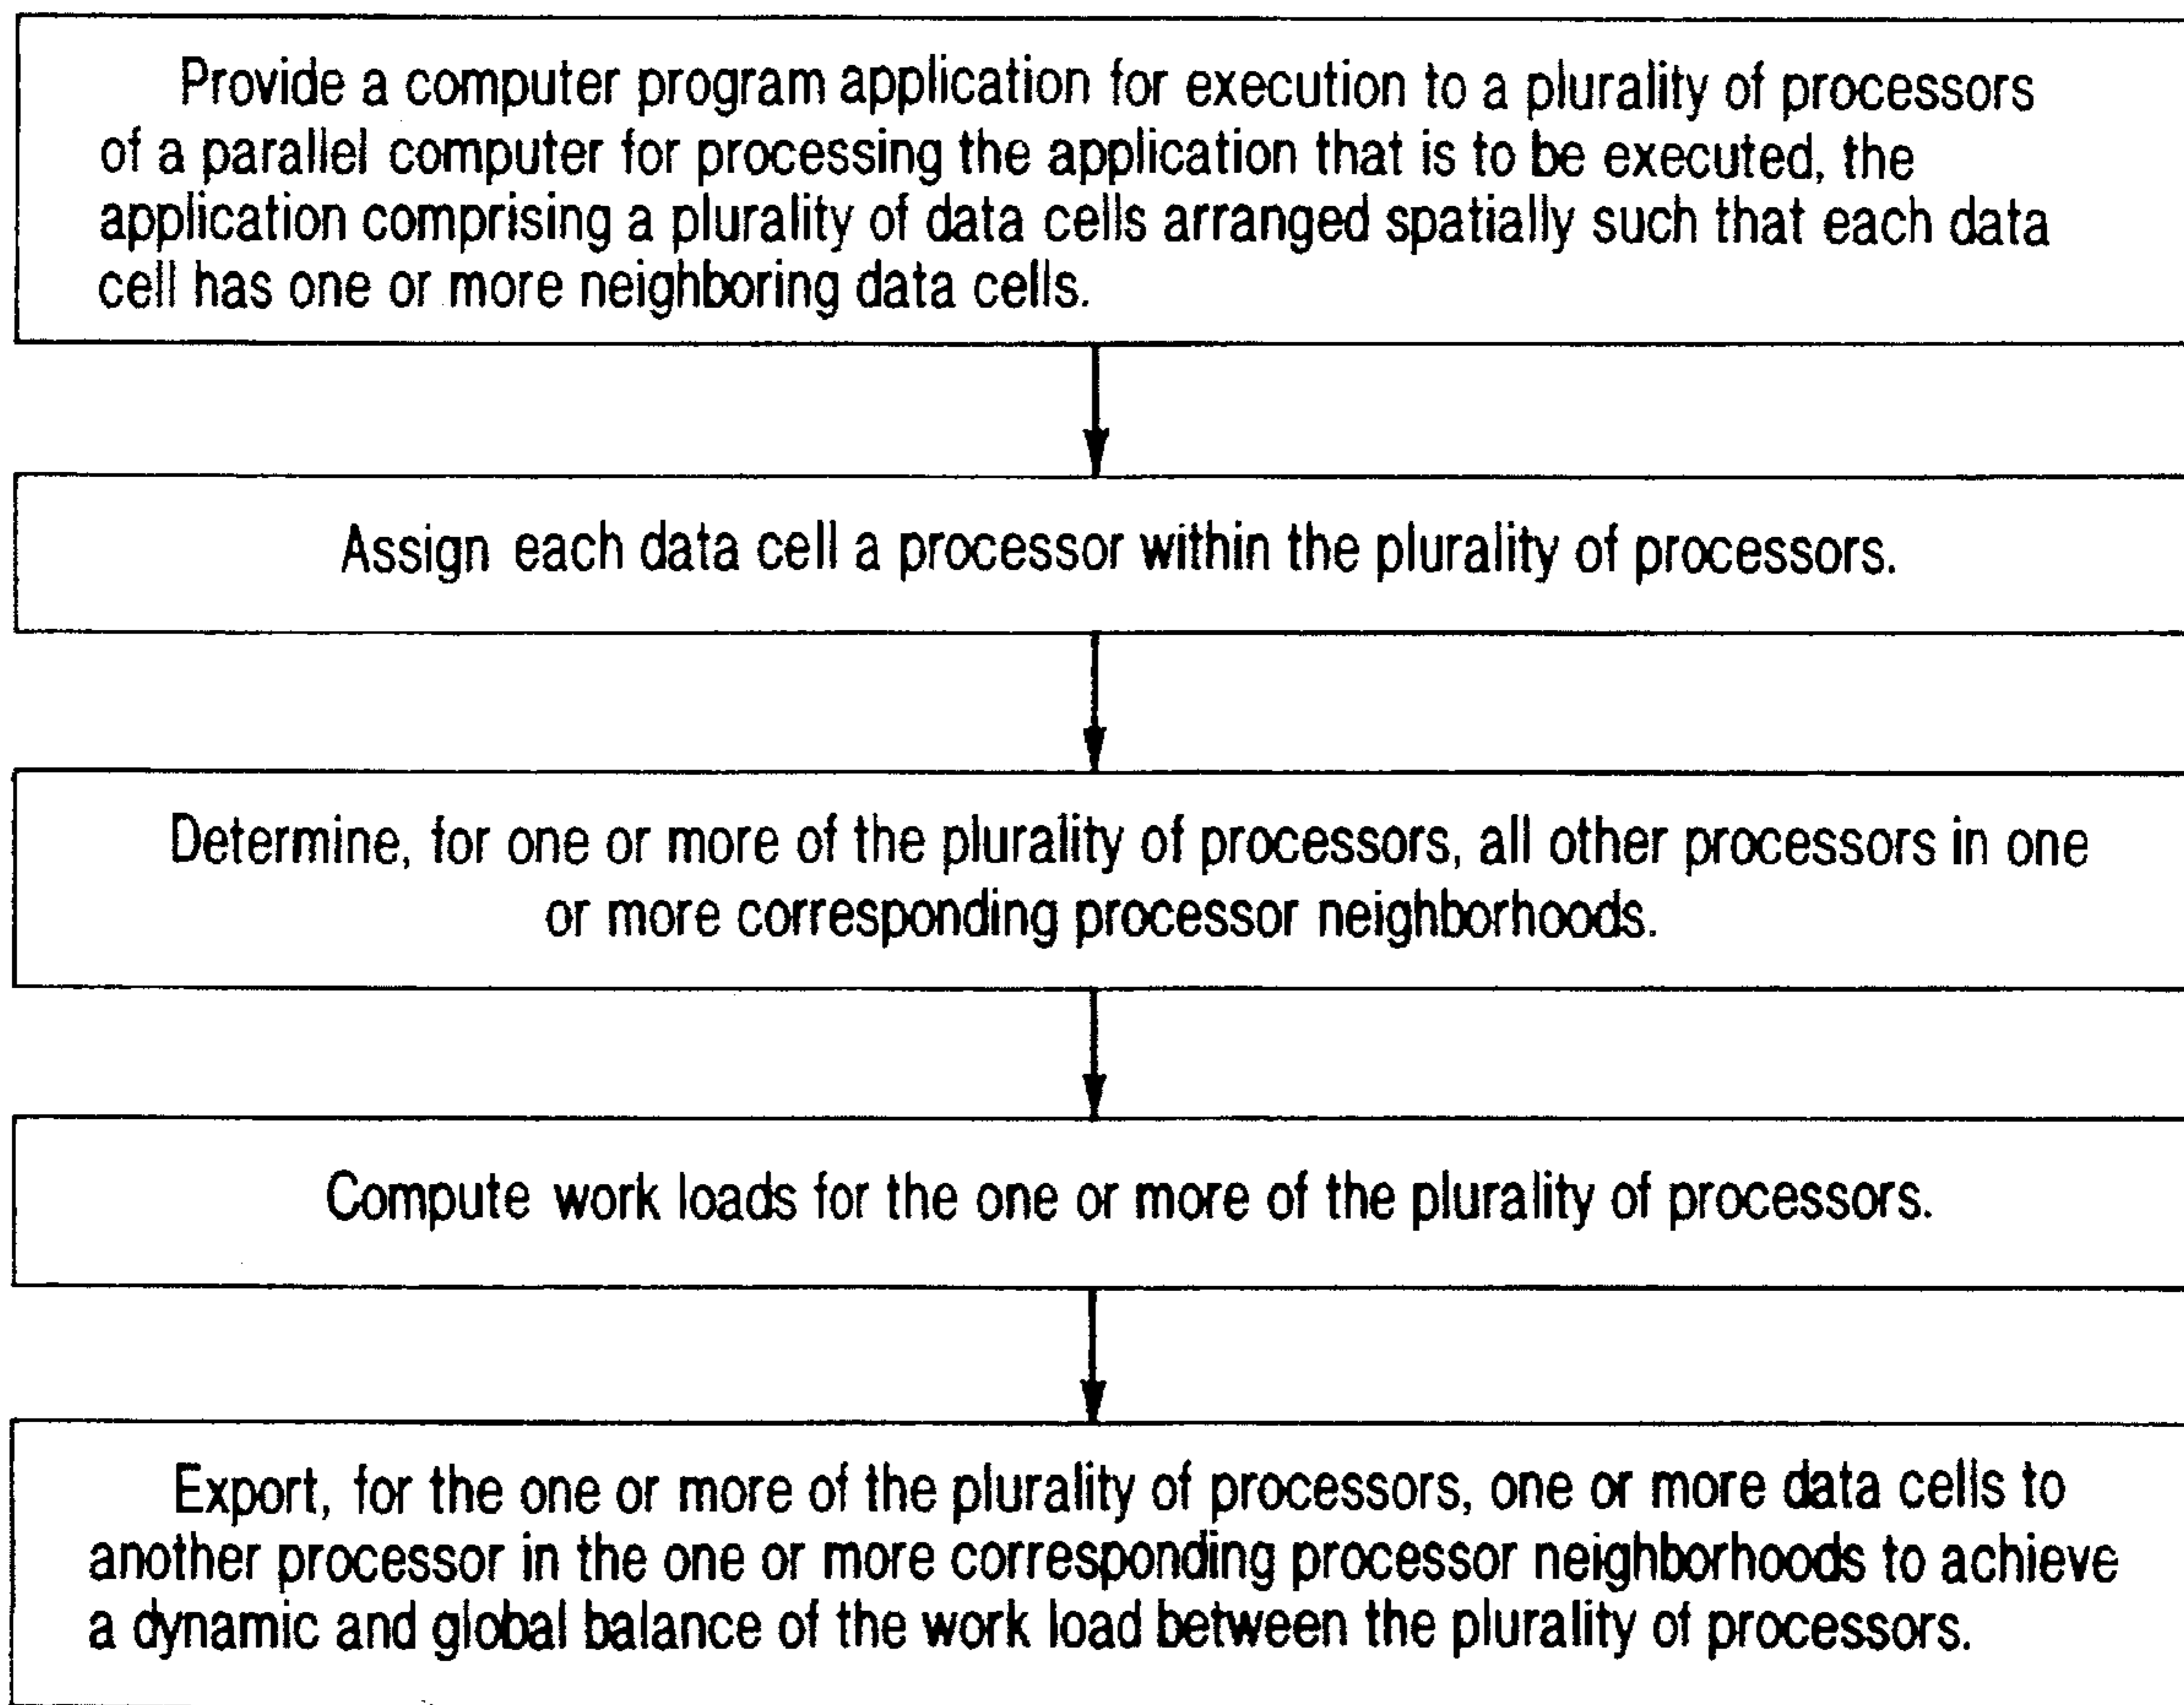 Provide a computer program application for execution to a plurality of processors
of a parallel computer for processing the application that is to be executed, the
application comprising a plurality of data cells arranged spatially such that each data
cell has one or more neighboring data cells.
Assign each data cell a processor within the plurality of processors.
Determine, for one or more of the plurality of processors, all other processors in one
or more corresponding processor neighborhoods.
Compute work loads for the one or more of the plurality of processors.
Export, for the one or more of the plurality of processors, one or more data cells to
another processor in the one or more corresponding processor neighborhoods to achieve
a dynamic and global balance of the work load between the plurality of processors.